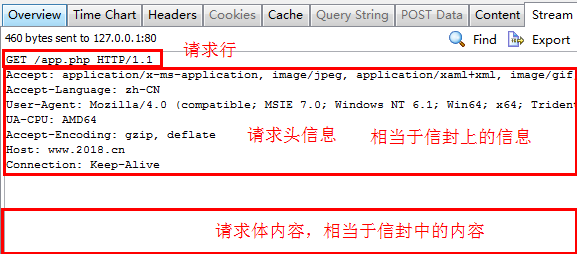 Overview Time Chart Headers Cookies Cache Query String POST Data Content Stream
460 bytes sent to 127.0.0.1:80 Find Export
GET /app.php HTTP/1.1 请求行
Accept: application/x-ms-application, image/jpeg, application/xaml+xml, image/gif
Accept-Language: zh-CN
User-Agent: Mozilla/4.0 (compatible; MSIE 7.0; Windows NT 6.1; Win64; x64; Trident
UA-CPU: AMD64
Accept-Encoding: gzip, deflate 请求头信息 相当于信封上的信息
Host: www.2018.cn
Connection: Keep-Alive
请求体内容，相当于信封中的内容